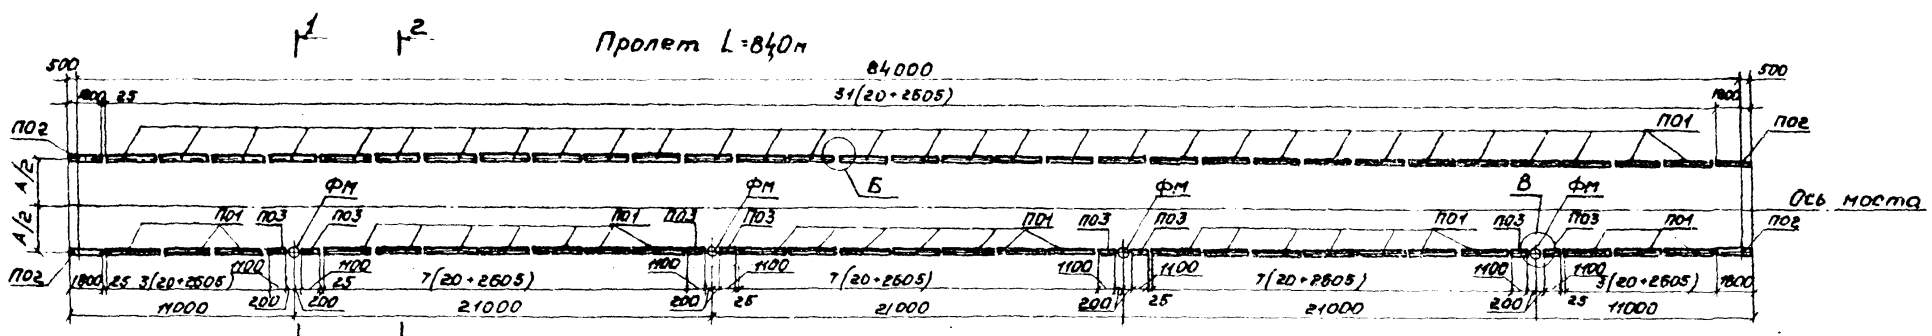 1 2
Пролет L=84,0м
500 84000 500
1800 25 31(20+2605) 1800
ПО2 ПО1 ПО2
А/2 Б
ФМ ФМ ФМ В ФМ
Ось моста
А/2 ПО1 ПО3 ПО3 ПО1 ПО3 ПО3 ПО1 ПО3 ПО3 ПО1 ПО3 ПО3 ПО1 ПО2
ПО2 1800 25 3(20+2605) 1100 1100 7(20+2605) 1100 1100 7(20+2605) 1100 1100 7(20+2605) 1100 1100 3(20+2605) 1800
200 200 25 200 25 200 25 200 25
11000 21000 21000 21000 11000